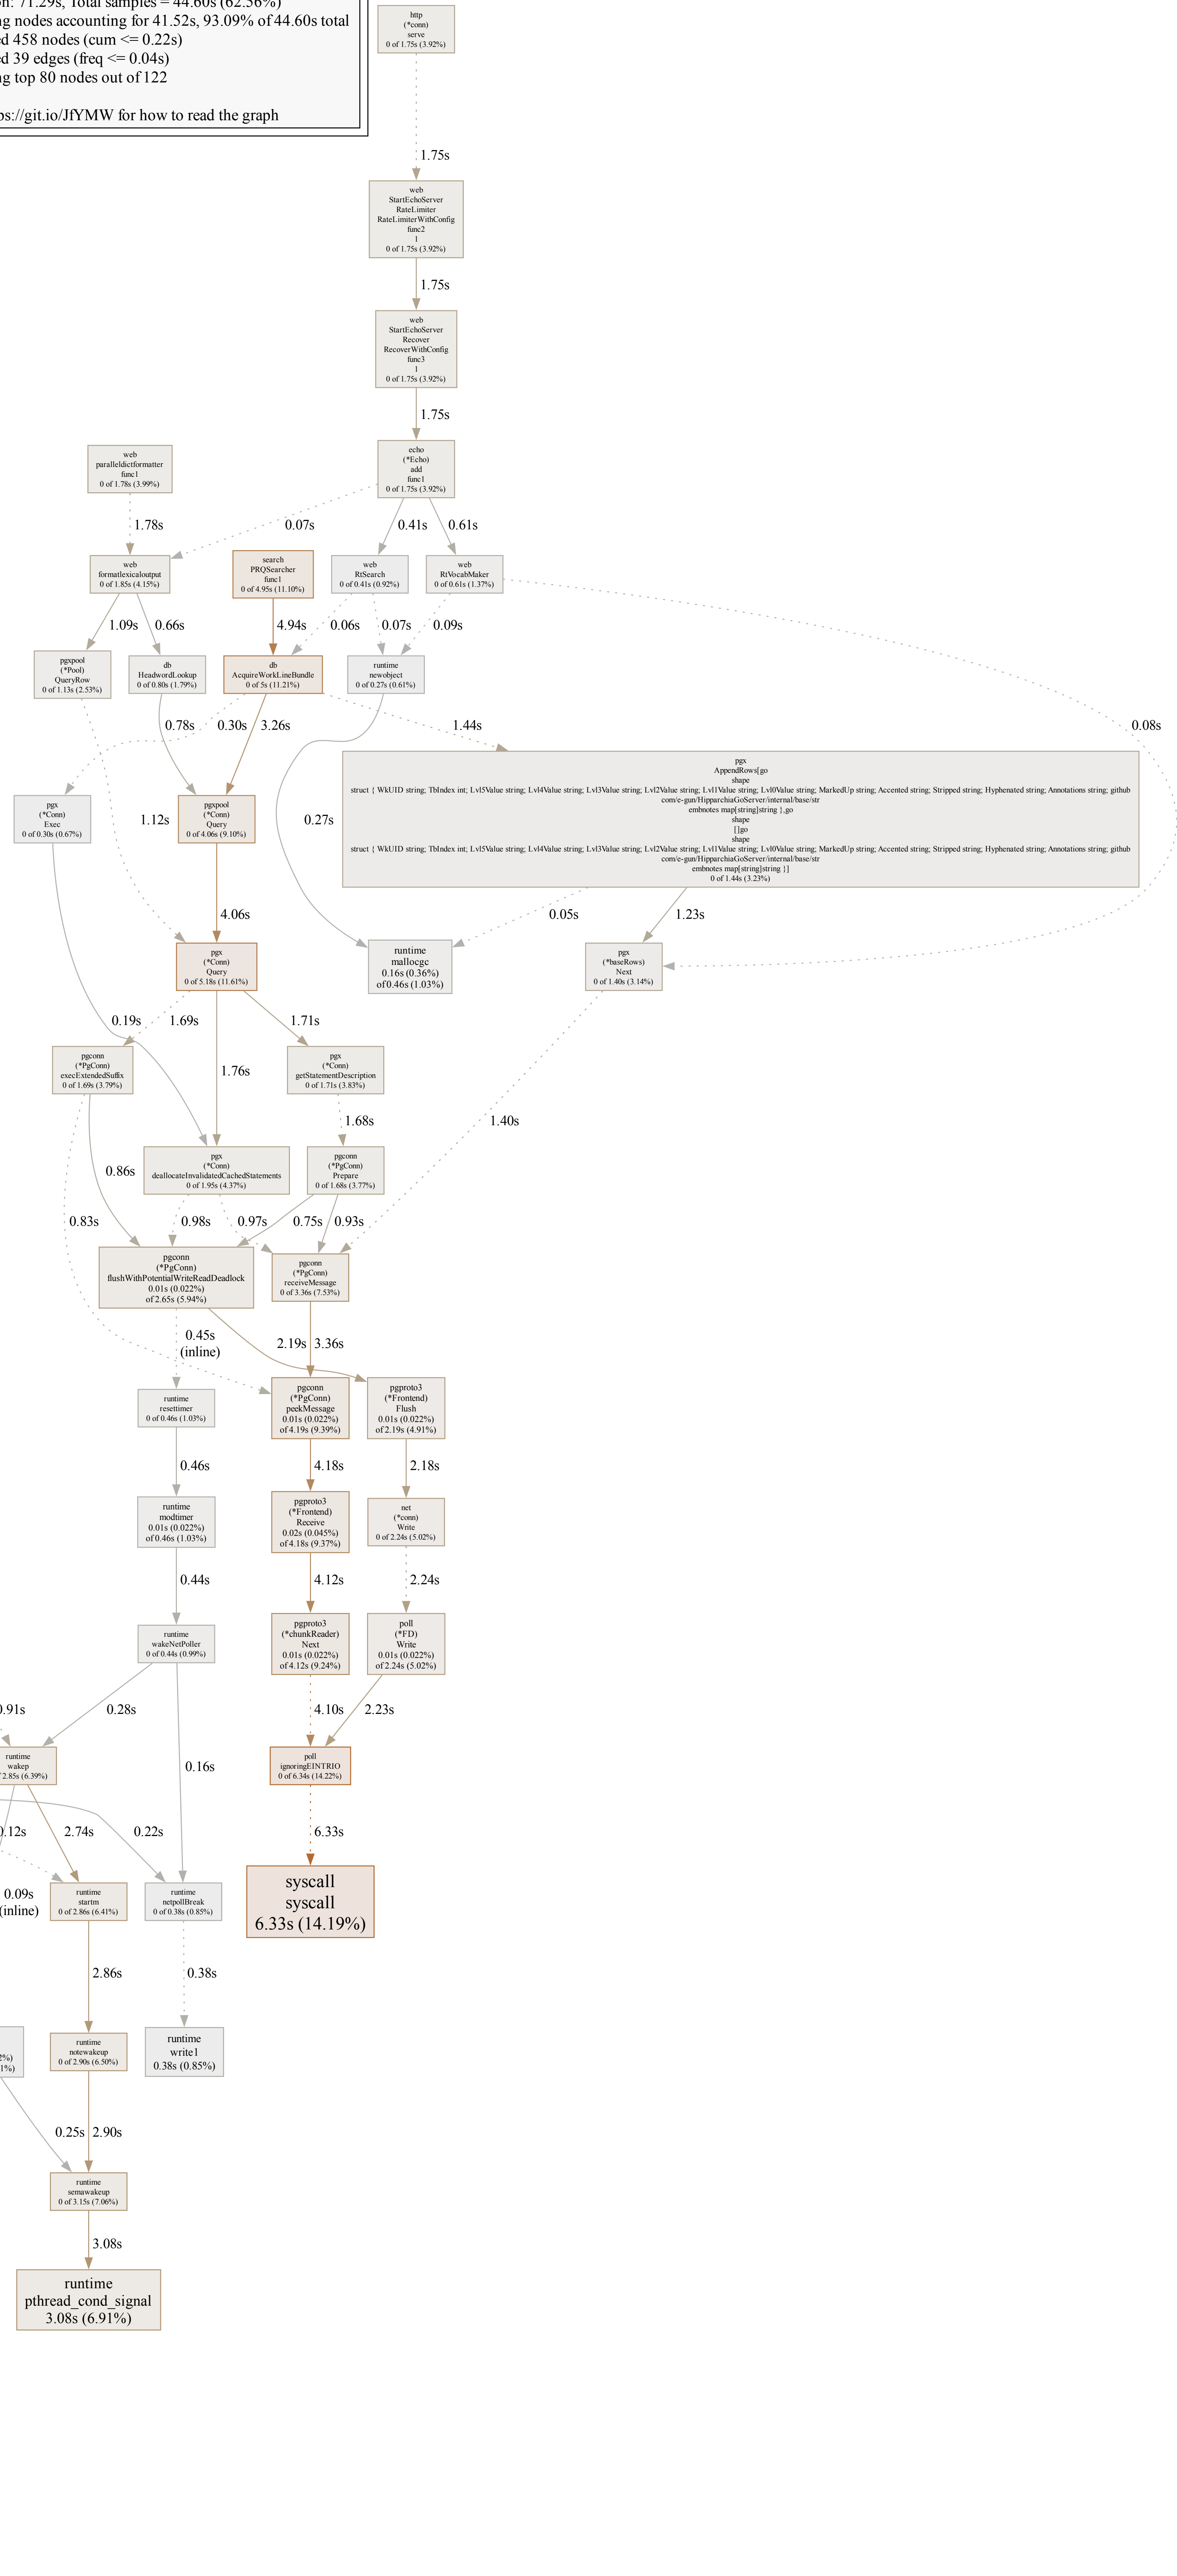 on: 71.29s, Total samples = 44.60s (62.56%)
ng nodes accounting for 41.52s, 93.09% of 44.60s total
ed 458 nodes (cum <= 0.22s)
ed 39 edges (freq <= 0.04s)
ng top 80 nodes out of 122
ps://git.io/JfYMW for how to read the graph
http
(*conn)
serve
0 of 1.75s (3.92%)
1.75s
web
StartEchoServer
RateLimiter
RateLimiterWithConfig
func2
1
0 of 1.75s (3.92%)
1.75s
web
StartEchoServer
Recover
RecoverWithConfig
func3
1
0 of 1.75s (3.92%)
1.75s
web
paralleldictformatter
func1
0 of 1.78s (3.99%)
echo
(*Echo)
add
func1
0 of 1.75s (3.92%)
1.78s
0.07s
0.41s
0.61s
web
formatlexicaloutput
0 of 1.85s (4.15%)
search
PRQSearcher
func1
0 of 4.95s (11.10%)
web
RtSearch
0 of 0.41s (0.92%)
web
RtVocabMaker
0 of 0.61s (1.37%)
1.09s
0.66s
4.94s
0.06s
0.07s
0.09s
pgxpool
(*Pool)
QueryRow
0 of 1.13s (2.53%)
db
HeadwordLookup
0 of 0.80s (1.79%)
db
AcquireWorkLineBundle
0 of 5s (11.21%)
runtime
newobject
0 of 0.27s (0.61%)
0.78s
0.30s
3.26s
1.44s
0.08s
pgx
(*Conn)
Exec
0 of 0.30s (0.67%)
1.12s
pgxpool
(*Conn)
Query
0 of 4.06s (9.10%)
0.27s
pgx
AppendRows[go
shape
struct { WkUID string; TbIndex int; Lvl5Value string; Lvl4Value string; Lvl3Value string; Lvl2Value string; Lvl1Value string; Lvl0Value string; MarkedUp string; Accented string; Stripped string; Hyphenated string; Annotations string; github
com/e-gun/HipparchiaGoServer/internal/base/str
embnotes map[string]string },go
shape
[]go
shape
struct { WkUID string; TbIndex int; Lvl5Value string; Lvl4Value string; Lvl3Value string; Lvl2Value string; Lvl1Value string; Lvl0Value string; MarkedUp string; Accented string; Stripped string; Hyphenated string; Annotations string; github
com/e-gun/HipparchiaGoServer/internal/base/str
embnotes map[string]string }]
0 of 1.44s (3.23%)
4.06s
0.05s
1.23s
pgx
(*Conn)
Query
0 of 5.18s (11.61%)
runtime
mallocgc
0.16s (0.36%)
of 0.46s (1.03%)
pgx
(*baseRows)
Next
0 of 1.40s (3.14%)
0.19s
1.69s
1.71s
pgconn
(*PgConn)
execExtendedSuffix
0 of 1.69s (3.79%)
1.76s
pgx
(*Conn)
getStatementDescription
0 of 1.71s (3.83%)
1.68s
1.40s
0.86s
pgx
(*Conn)
deallocateInvalidatedCachedStatements
0 of 1.95s (4.37%)
pgconn
(*PgConn)
Prepare
0 of 1.68s (3.77%)
0.83s
0.98s
0.97s
0.75s
0.93s
pgconn
(*PgConn)
flushWithPotentialWriteReadDeadlock
0.01s (0.022%)
of 2.65s (5.94%)
pgconn
(*PgConn)
receiveMessage
0 of 3.36s (7.53%)
0.45s
(inline)
2.19s
3.36s
runtime
resettimer
0 of 0.46s (1.03%)
pgconn
(*PgConn)
peekMessage
0.01s (0.022%)
of 4.19s (9.39%)
pgproto3
(*Frontend)
Flush
0.01s (0.022%)
of 2.19s (4.91%)
0.46s
4.18s
2.18s
runtime
modtimer
0.01s (0.022%)
of 0.46s (1.03%)
pgproto3
(*Frontend)
Receive
0.02s (0.045%)
of 4.18s (9.37%)
net
(*conn)
Write
0 of 2.24s (5.02%)
0.44s
4.12s
2.24s
runtime
wakeNetPoller
0 of 0.44s (0.99%)
pgproto3
(*chunkReader)
Next
0.01s (0.022%)
of 4.12s (9.24%)
poll
(*FD)
Write
0.01s (0.022%)
of 2.24s (5.02%)
0.91s
0.28s
4.10s
2.23s
runtime
wakep
f 2.85s (6.39%)
0.16s
poll
ignoringEINTRIO
0 of 6.34s (14.22%)
0.12s
2.74s
0.22s
6.33s
0.09s
(inline)
runtime
startm
0 of 2.86s (6.41%)
runtime
netpollBreak
0 of 0.38s (0.85%)
syscall
syscall
6.33s (14.19%)
2.86s
0.38s
2%)
1%)
runtime
notewakeup
0 of 2.90s (6.50%)
runtime
write1
0.38s (0.85%)
0.25s
2.90s
runtime
semawakeup
0 of 3.15s (7.06%)
3.08s
runtime
pthread_cond_signal
3.08s (6.91%)